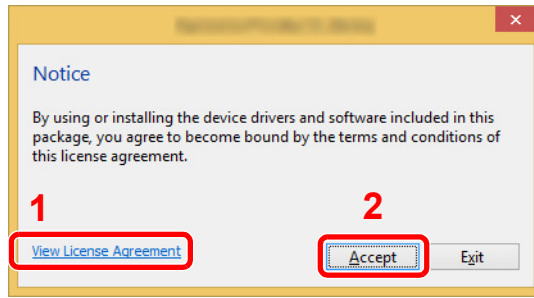 Notice
By using or installing the device drivers and software included in this
package, you agree to become bound by the terms and conditions of
this license agreement.
1
2
View License Agreement
Accept
Exit